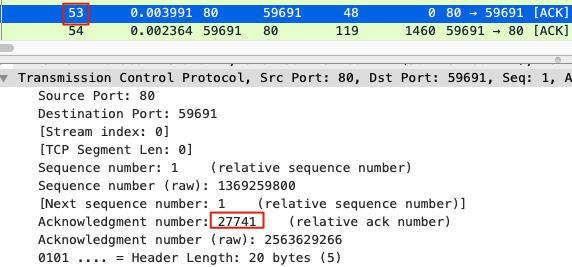 53 0.003991 80 59691 48 0 80 → 59691 [ACK]
54 0.002364 59691 80 119 1460 59691 → 80 [ACK]
Transmission Control Protocol, Src Port: 80, Dst Port: 59691, Seq: 1, A
Source Port: 80
Destination Port: 59691
[Stream index: 0]
[TCP Segment Len: 0]
Sequence number: 1 (relative sequence number)
Sequence number (raw): 1369259800
[Next sequence number: 1 (relative sequence number)]
Acknowledgment number: 27741 (relative ack number)
Acknowledgment number (raw): 2563629266
0101 .... = Header Length: 20 bytes (5)